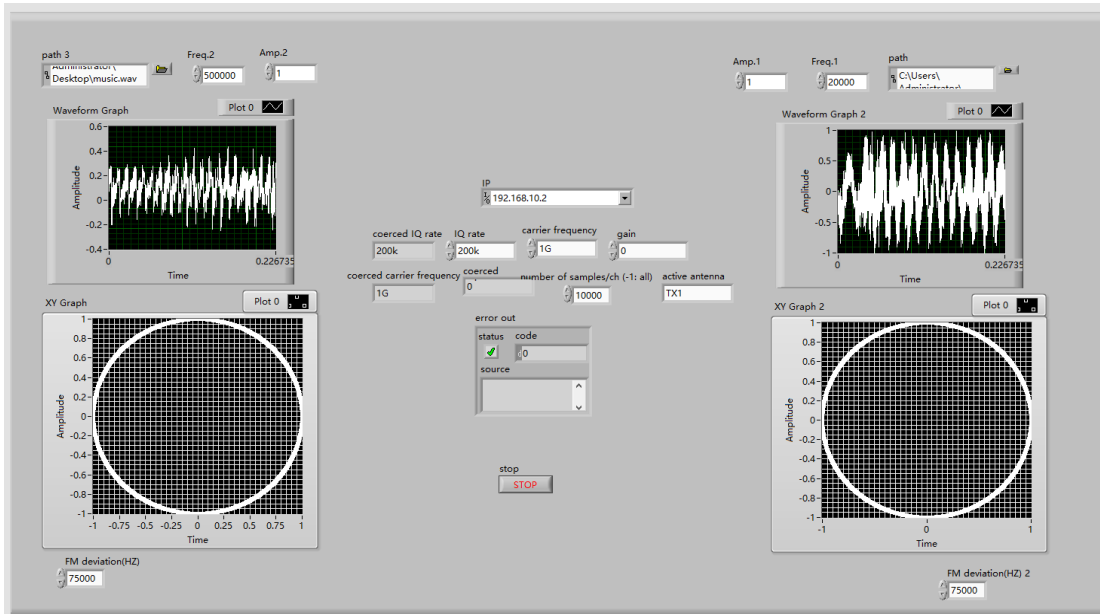 path 3
Freq.2
Amp.2
Administrator\
Desktop\music.wav
500000
1
Waveform Graph
Plot 0
0.6
0.4
0.2
0
-0.2
-0.4
Amplitude
0
0.226735
Time
XY Graph
Plot 0
1
0.8
0.6
0.4
0.2
0
-0.2
-0.4
-0.6
-0.8
-1
Amplitude
-1 -0.75 -0.5 -0.25 0 0.25 0.5 0.75 1
Time
FM deviation(HZ)
75000
IP
192.168.10.2
coerced IQ rate
IQ rate
carrier frequency
gain
200k
200k
1G
0
coerced carrier frequency
coerced
number of samples/ch (-1: all)
active antenna
1G
0
10000
TX1
error out
status
code
0
source
stop
STOP
Amp.1
Freq.1
path
1
20000
C:\Users\
Administrator\
Waveform Graph 2
Plot 0
1
0.5
0
-0.5
-1
Amplitude
0
0.226735
Time
XY Graph 2
Plot 0
1
0.8
0.6
0.4
0.2
0
-0.2
-0.4
-0.6
-0.8
-1
Amplitude
-1 0 1
Time
FM deviation(HZ) 2
75000